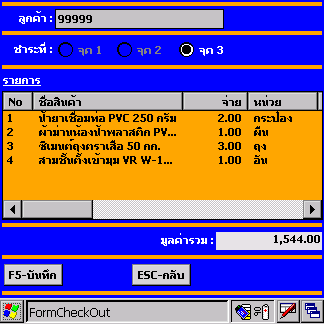 ลูกค้า : 99999
ชำระที่ : จุด 1 จุด 2 จุด 3
รายการ
No ชื่อสินค้า จ่าย หน่วย
1 น้ำยาเชื่อมท่อ PVC 250 กรัม 2.00 กระป๋อง
2 ผ้าม่านห้องน้ำพลาสติก PV... 1.00 ผืน
3 ซีเมนต์ถุงตราเสือ 50 กก. 3.00 ถุง
4 สามชั้นตั้งเข้ามุม VR W-1... 1.00 อัน
มูลค่ารวม : 1,544.00
F5-บันทึก ESC-กลับ
FormCheckOut